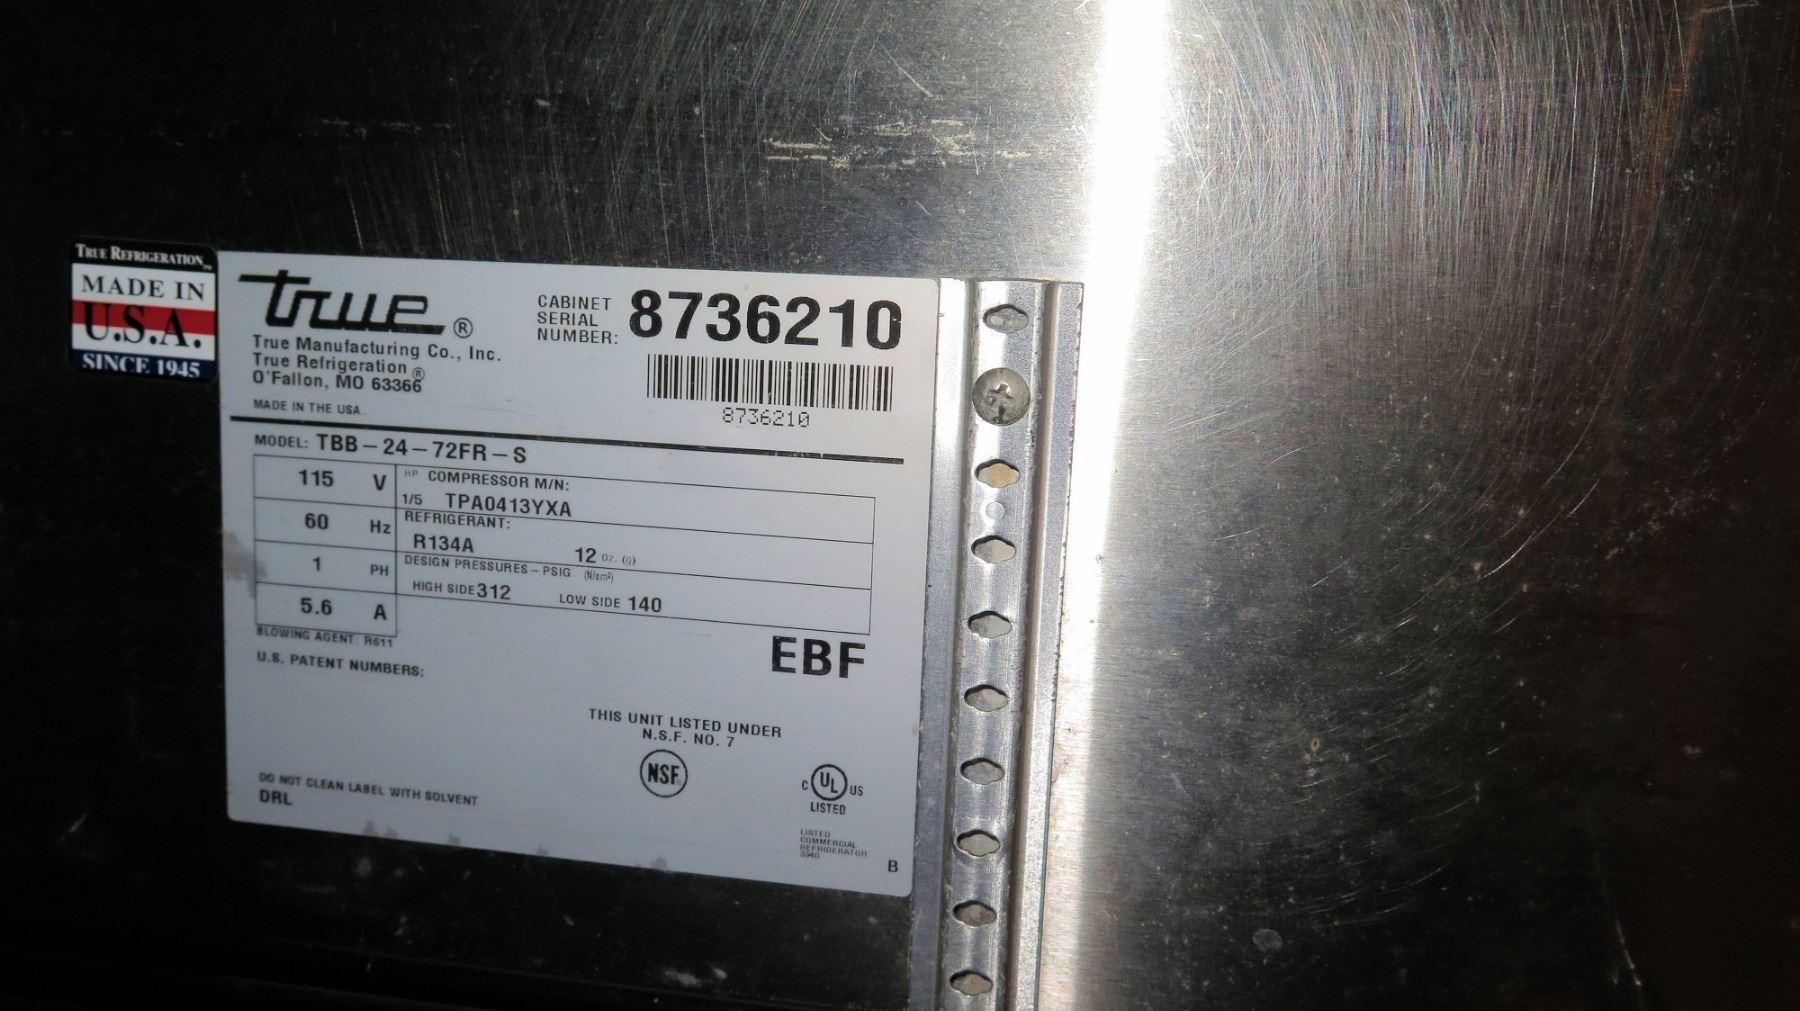 TRUE REFRIGERATION™
MADE IN
U.S.A.
SINCE 1945
true®
True Manufacturing Co., Inc.
True Refrigeration®
O'Fallon, MO 63366
MADE IN THE USA.
CABINET
SERIAL
NUMBER: 8736210
8736210
MODEL: TBB-24-72FR-S
115 V
60 Hz
1 PH
5.6 A
HP COMPRESSOR M/N:
1/5 TPA0413YXA
REFRIGERANT:
R134A 12 Oz. (g)
DESIGN PRESSURES-PSIG (N/cm²)
HIGH SIDE 312 LOW SIDE 140
BLOWING AGENT: R611
U.S. PATENT NUMBERS:
EBF
THIS UNIT LISTED UNDER
N.S.F. NO. 7
NSF
C UL US
LISTED
DO NOT CLEAN LABEL WITH SOLVENT
DRL
LISTED
COMMERCIAL
REFRIGERATOR
B